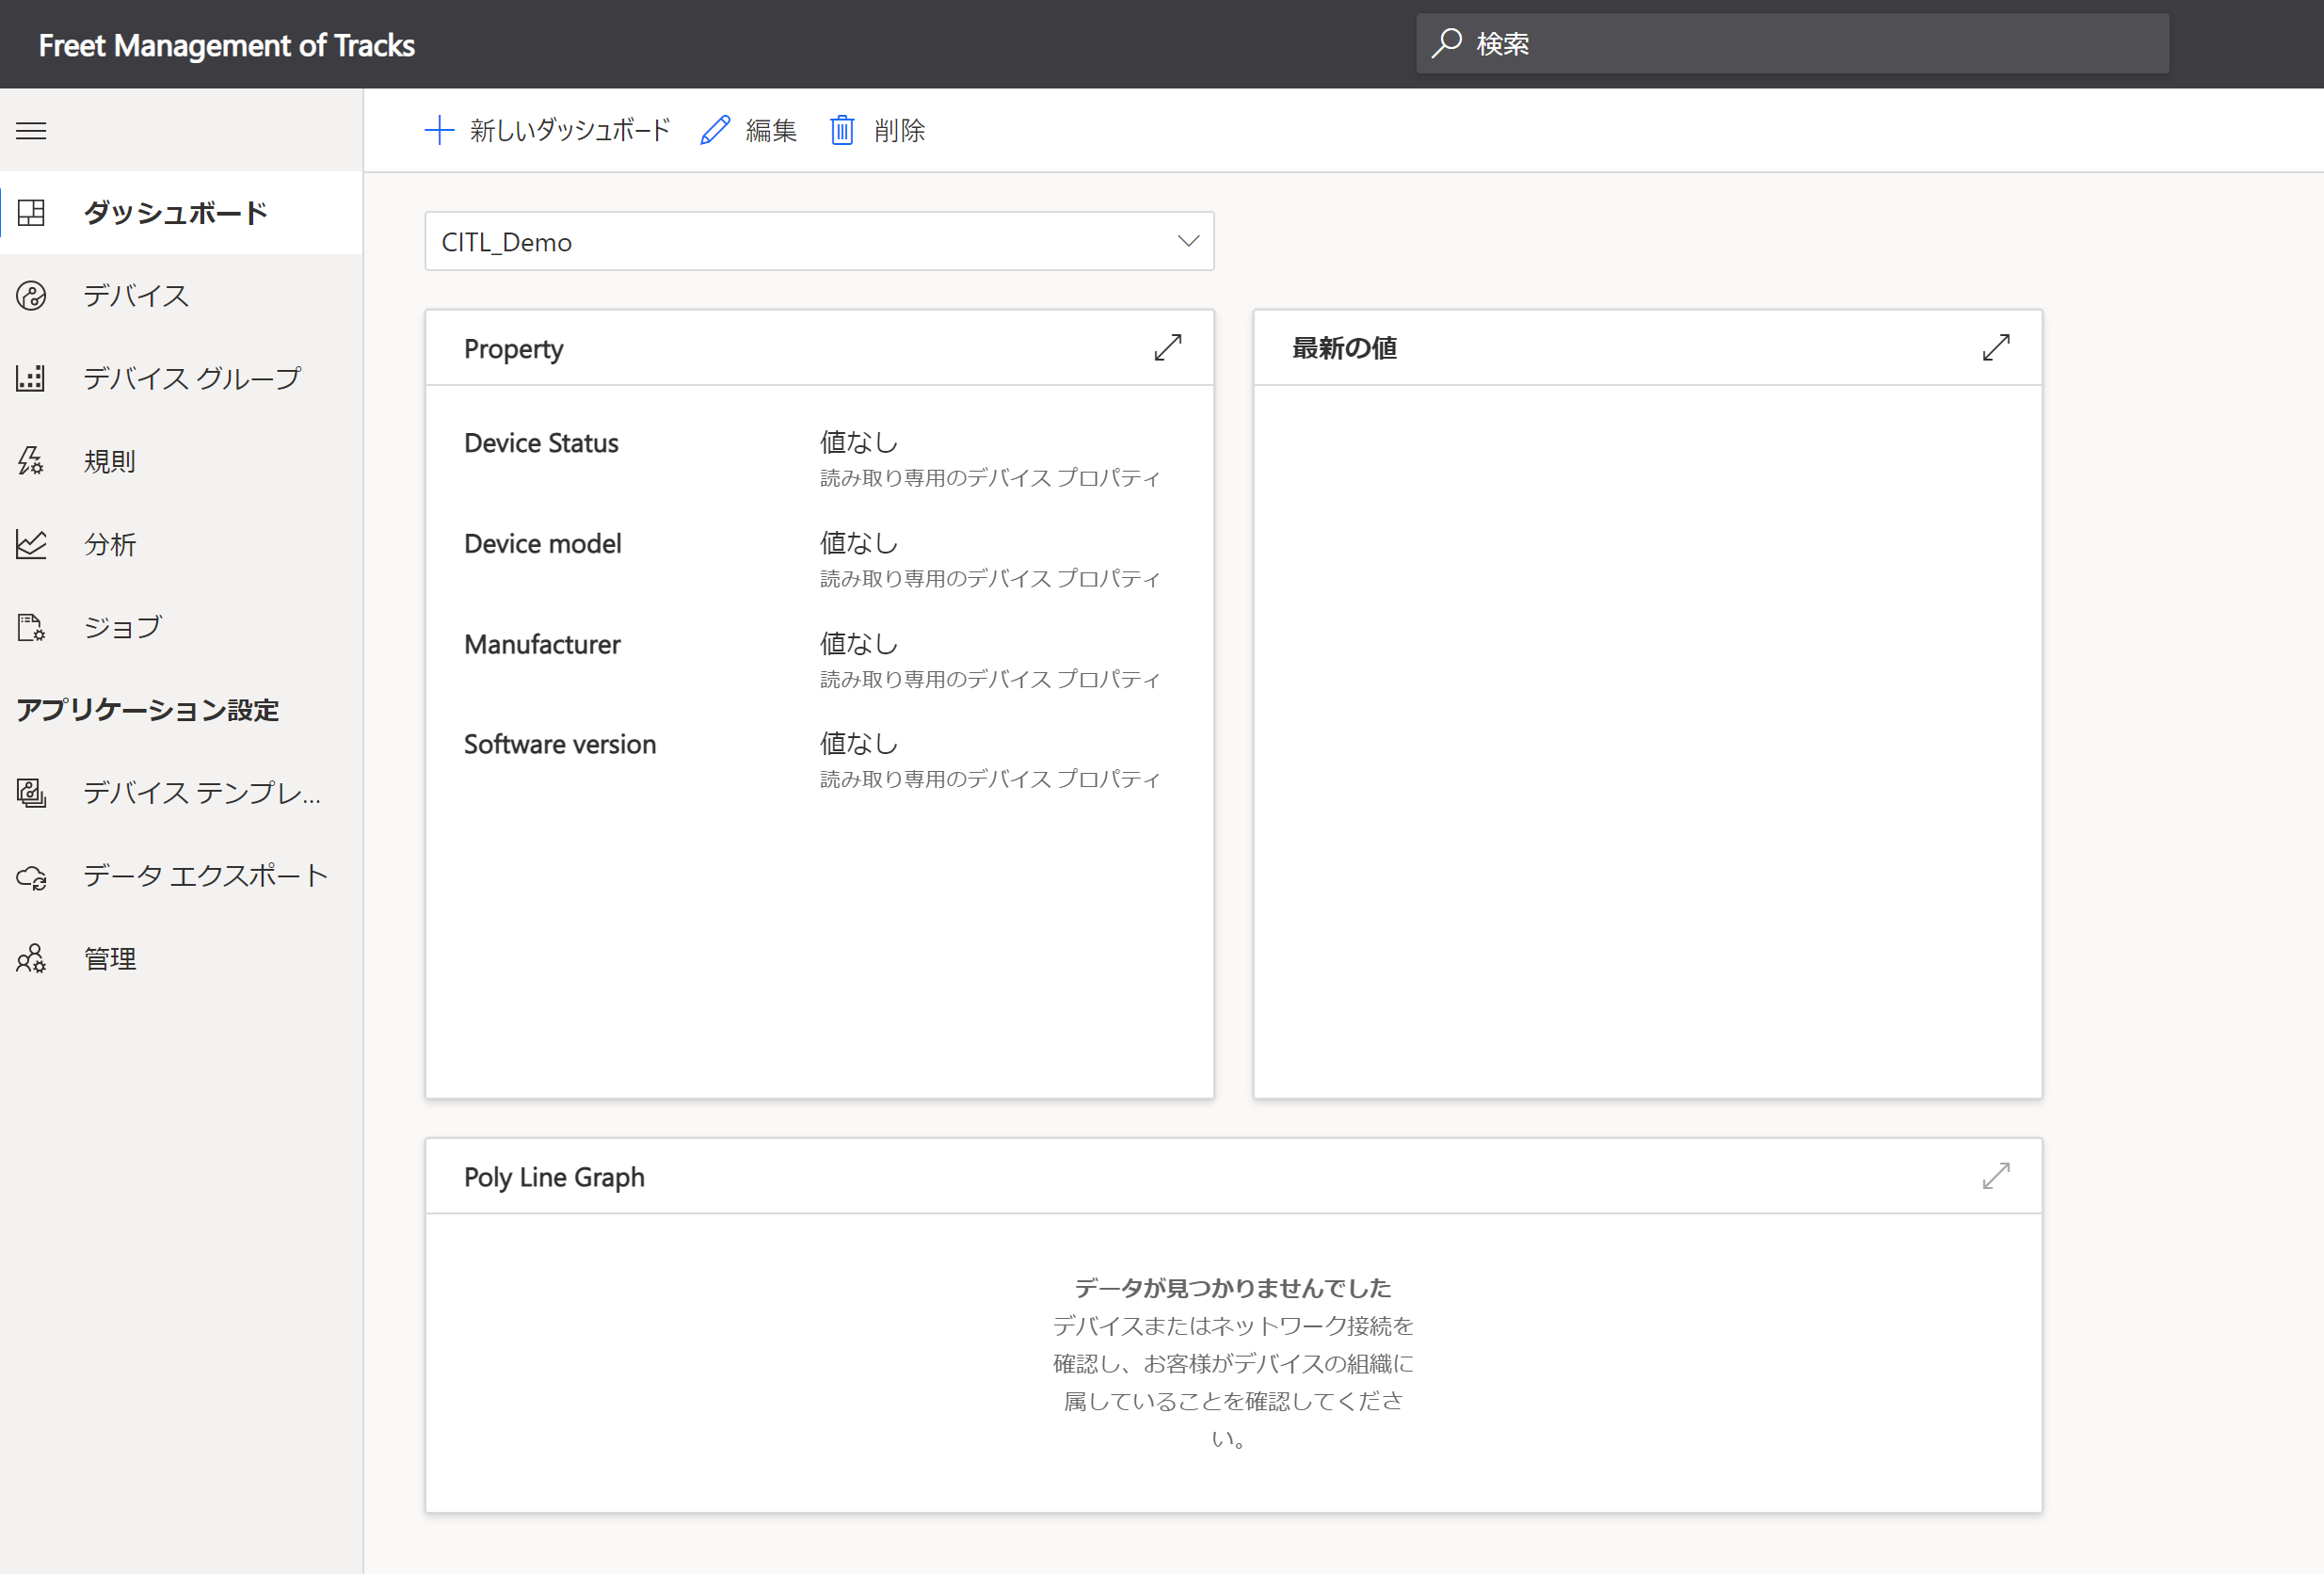 Freet Management of Tracks
検索
新しいダッシュボード 編集 削除
ダッシュボード
デバイス
デバイス グループ
規則
分析
ジョブ
アプリケーション設定
デバイス テンプレ...
データ エクスポート
管理
CITL_Demo
Property
Device Status 値なし
読み取り専用のデバイス プロパティ
Device model 値なし
読み取り専用のデバイス プロパティ
Manufacturer 値なし
読み取り専用のデバイス プロパティ
Software version 値なし
読み取り専用のデバイス プロパティ
最新の値
Poly Line Graph
データが見つかりませんでした
デバイスまたはネットワーク接続を
確認し、お客様がデバイスの組織に
属していることを確認してくださ
い。